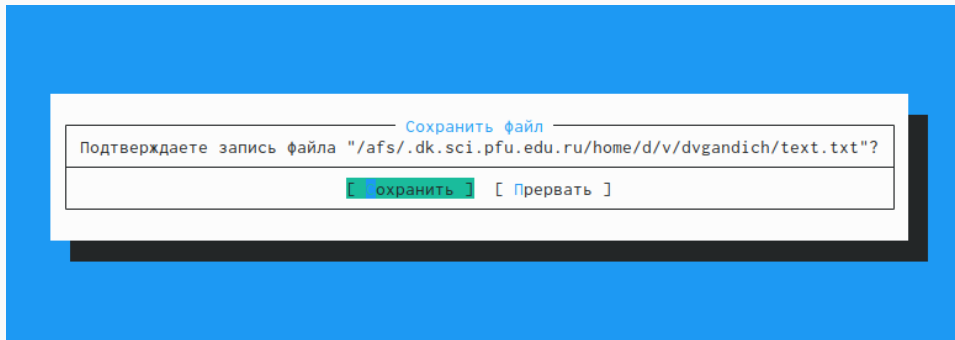 Сохранить файл
Подтверждаете запись файла "/afs/.dk.sci.pfu.edu.ru/home/d/v/dvgandich/text.txt"?
[ Сохранить ] [ Прервать ]